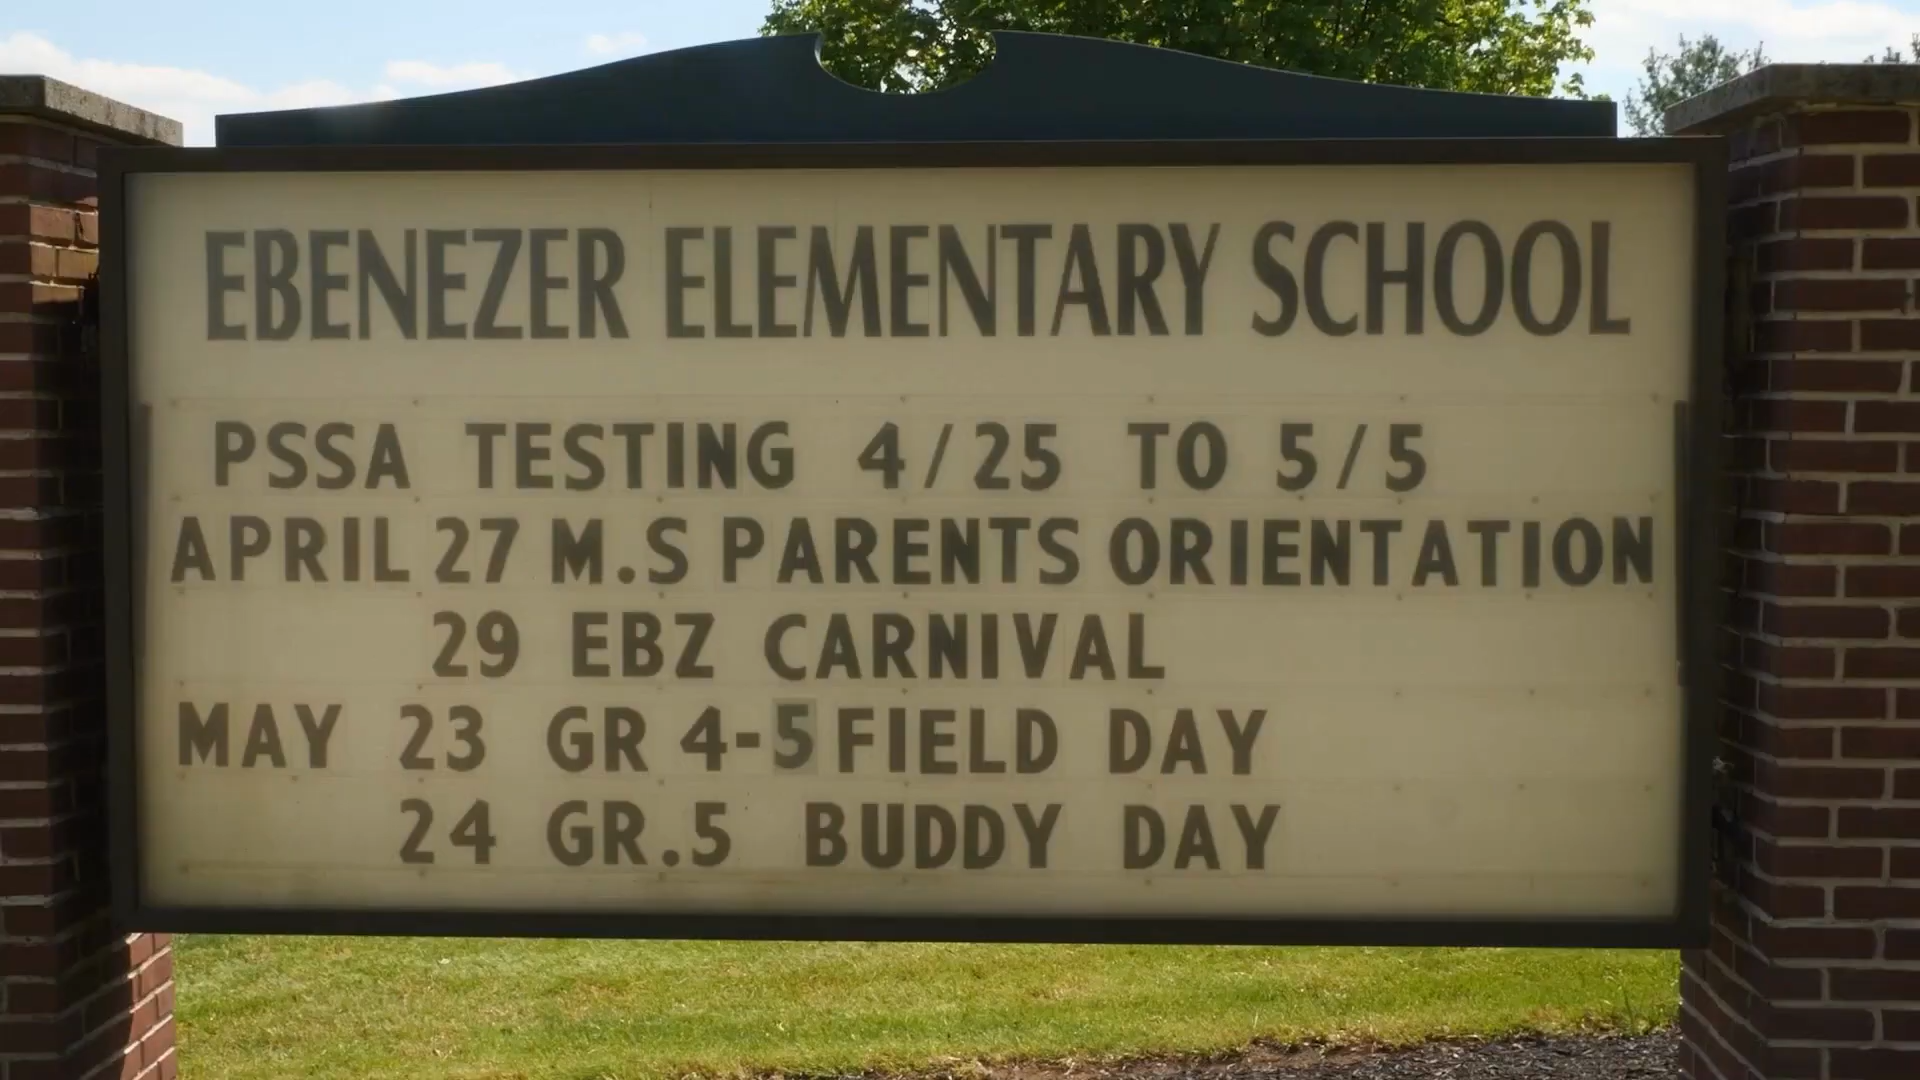 EBENEZER ELEMENTARY SCHOOL
PSSA TESTING 4/25 TO 5/5
APRIL 27 M.S PARENTS ORIENTATION
29 EBZ CARNIVAL
MAY 23 GR 4-5 FIELD DAY
24 GR.5 BUDDY DAY